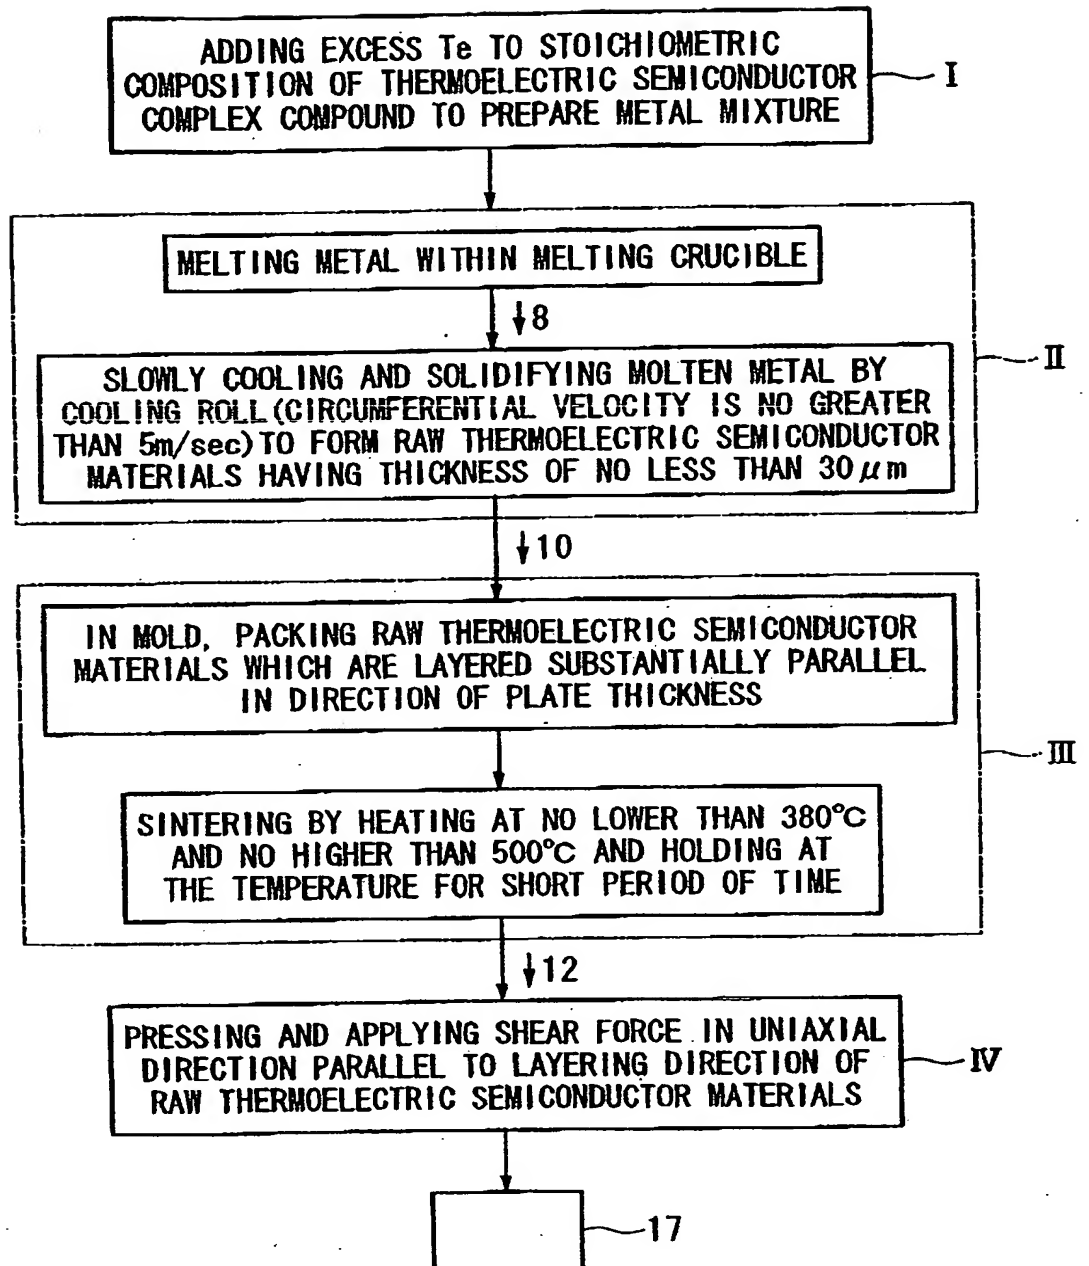 ADDING EXCESS Te TO STOICHIOMETRIC
COMPOSITION OF THERMOELECTRIC SEMICONDUCTOR
COMPLEX COMPOUND TO PREPARE METAL MIXTURE
I
MELTING METAL WITHIN MELTING CRUCIBLE
8
SLOWLY COOLING AND SOLIDIFYING MOLTEN METAL BY
COOLING ROLL(CIRCUMFERENTIAL VELOCITY IS NO GREATER
THAN 5m/sec)TO FORM RAW THERMOELECTRIC SEMICONDUCTOR
MATERIALS HAVING THICKNESS OF NO LESS THAN 30μm
II
10
IN MOLD, PACKING RAW THERMOELECTRIC SEMICONDUCTOR
MATERIALS WHICH ARE LAYERED SUBSTANTIALLY PARALLEL
IN DIRECTION OF PLATE THICKNESS
III
SINTERING BY HEATING AT NO LOWER THAN 380°C
AND NO HIGHER THAN 500°C AND HOLDING AT
THE TEMPERATURE FOR SHORT PERIOD OF TIME
12
PRESSING AND APPLYING SHEAR FORCE IN UNIAXIAL
DIRECTION PARALLEL TO LAYERING DIRECTION OF
RAW THERMOELECTRIC SEMICONDUCTOR MATERIALS
IV
17